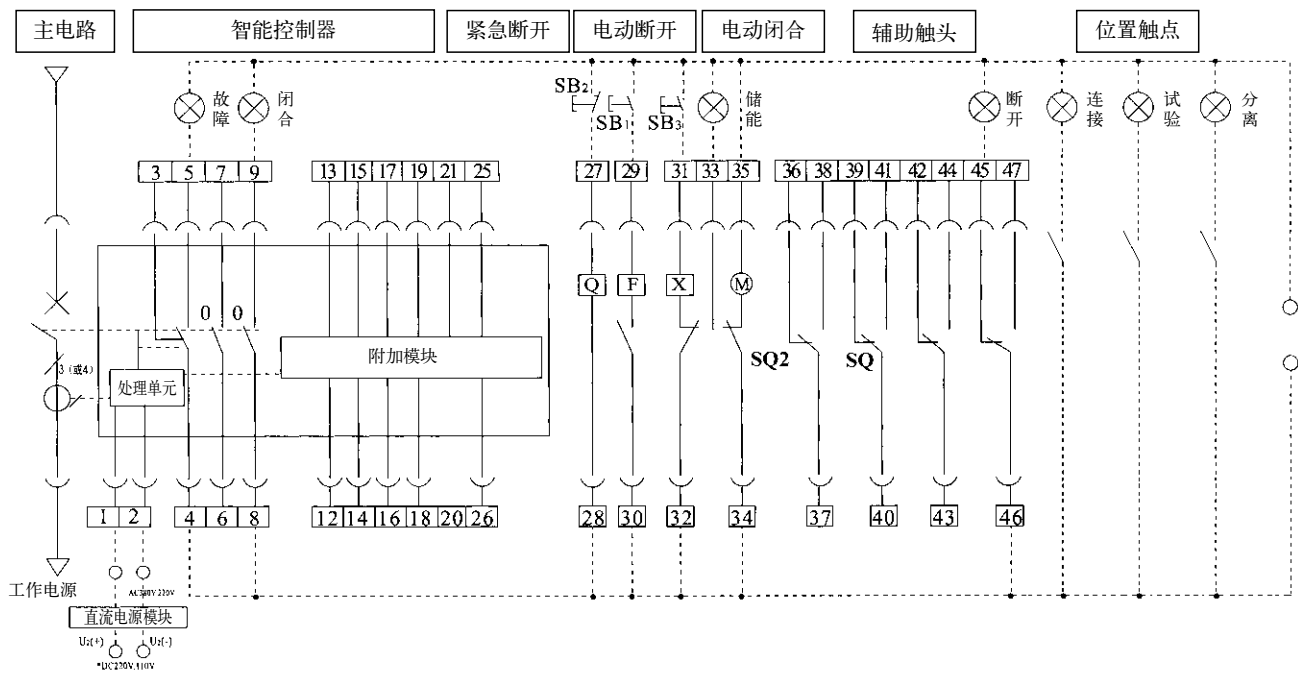 主电路 智能控制器 紧急断开 电动断开 电动闭合 辅助触头 位置触点
SB2 SB1 SB3
故障 闭合 储能 断开 连接 试验 分离
3 5 7 9 13 15 17 19 21 25 27 29 31 33 35 36 38 39 41 42 44 45 47
Q F X M
0 0
3（或4）
处理单元 附加模块 SQ2 SQ
1 2 4 6 8 12 14 16 18 20 26 28 30 32 34 37 40 43 46
工作电源
直流电源模块
U2(+) U2(-)